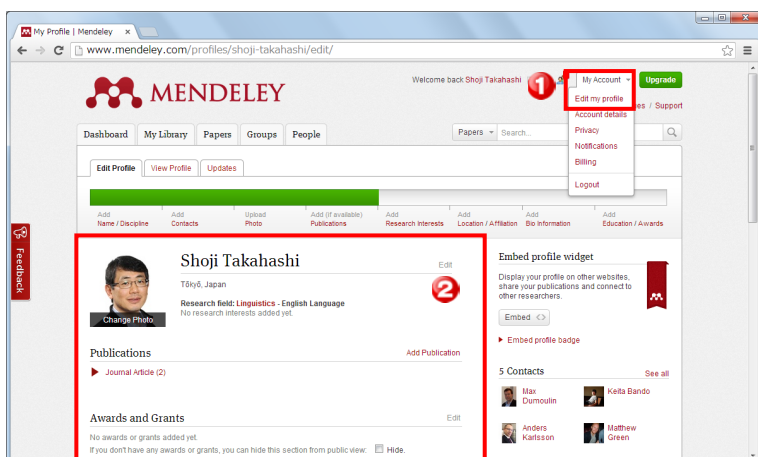 My Profile | Mendeley
www.mendeley.com/profiles/shoji-takahashi/edit/
MENDELEY
Welcome back Shoji Takahashi
1
My Account
Upgrade
Edit my profile
Account details
Privacy
Notifications
Billing
Logout
/ Support
Dashboard My Library Papers Groups People
Papers Search...
Edit Profile View Profile Updates
Add Name / Discipline
Add Contacts
Upload Photo
Add (if available) Publications
Add Research Interests
Add Location / Affiliation
Add Bio Information
Add Education / Awards
Feedback
Shoji Takahashi
Edit
2
Tōkyō, Japan
Research field: Linguistics - English Language
No research interests added yet.
Change Photo
Publications
Add Publication
Journal Article (2)
Awards and Grants
Edit
No awards or grants added yet.
If you don't have any awards or grants, you can hide this section from public view: Hide.
Embed profile widget
Display your profile on other websites,
share your publications and connect to
other researchers.
Embed <>
Embed profile badge
5 Contacts
See all
Max Dumoulin
Keita Bando
Anders Karlsson
Matthew Green